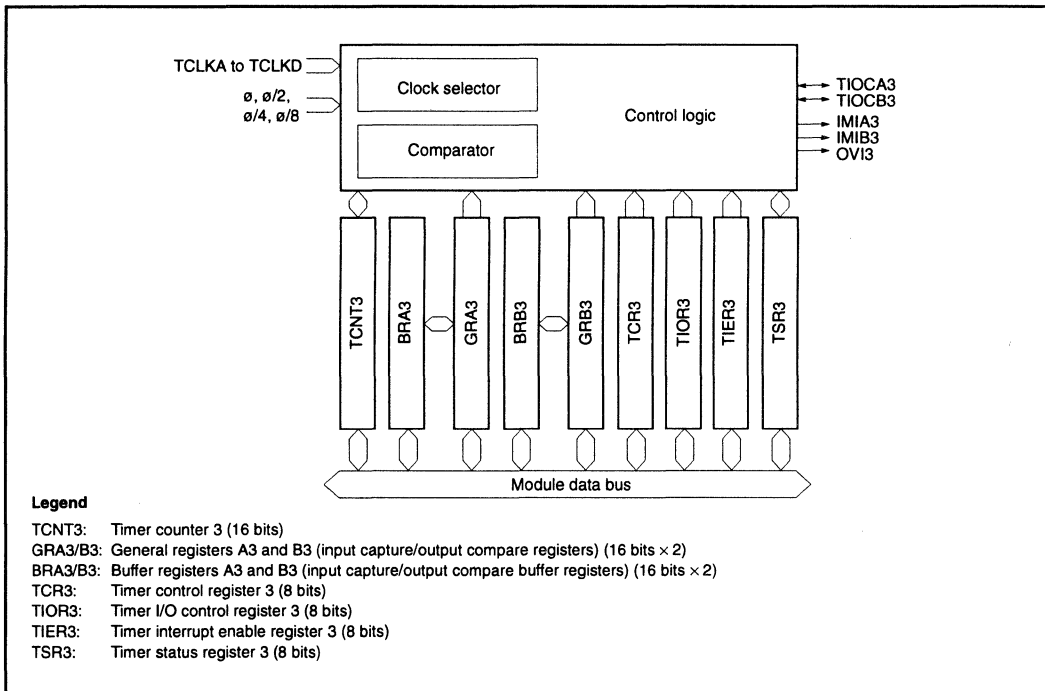 TCLKA to TCLKD
ø, ø/2,
ø/4, ø/8
Clock selector
Comparator
Control logic
TIOCA3
TIOCB3
IMIA3
IMIB3
OVI3
TCNT3
BRA3
GRA3
BRB3
GRB3
TCR3
TIOR3
TIER3
TSR3
Module data bus
Legend
TCNT3: Timer counter 3 (16 bits)
GRA3/B3: General registers A3 and B3 (input capture/output compare registers) (16 bits × 2)
BRA3/B3: Buffer registers A3 and B3 (input capture/output compare buffer registers) (16 bits × 2)
TCR3: Timer control register 3 (8 bits)
TIOR3: Timer I/O control register 3 (8 bits)
TIER3: Timer interrupt enable register 3 (8 bits)
TSR3: Timer status register 3 (8 bits)